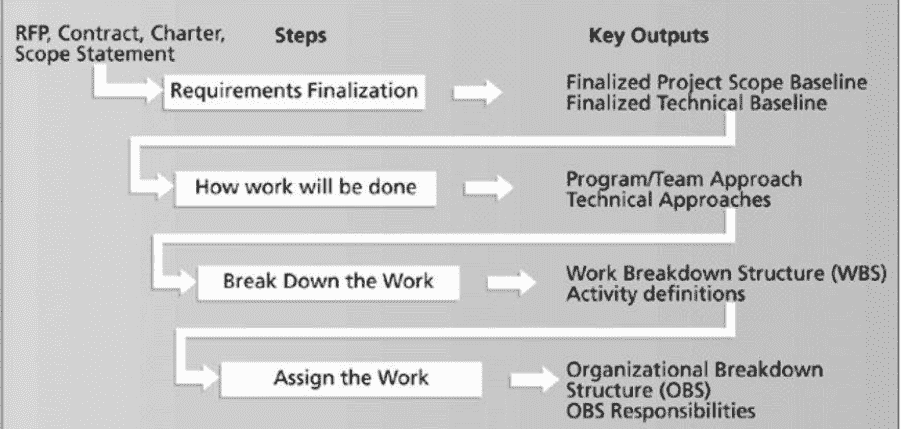 RFP, Contract, Charter,
Scope Statement
Steps
Key Outputs
Requirements Finalization
Finalized Project Scope Baseline
Finalized Technical Baseline
How work will be done
Program/Team Approach
Technical Approaches
Break Down the Work
Work Breakdown Structure (WBS)
Activity definitions
Assign the Work
Organizational Breakdown
Structure (OBS)
OBS Responsibilities